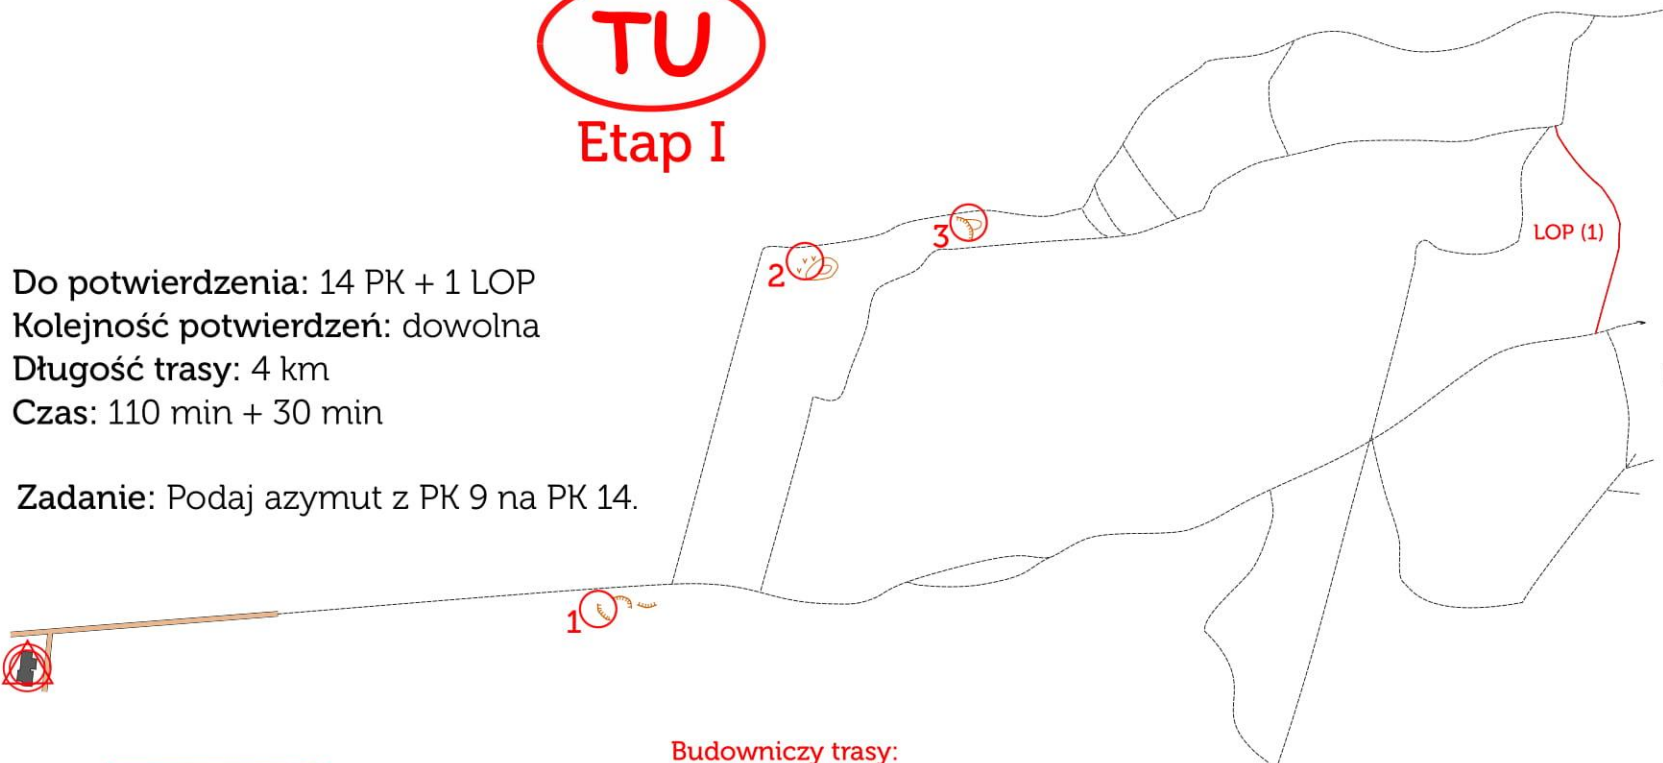 TU
Etap I
3
LOP (1)
2
Do potwierdzenia: 14 PK + 1 LOP
Kolejność potwierdzeń: dowolna
Długość trasy: 4 km
Czas: 110 min + 30 min
Zadanie: Podaj azymut z PK 9 na PK 14.
1
Budowniczy trasy: